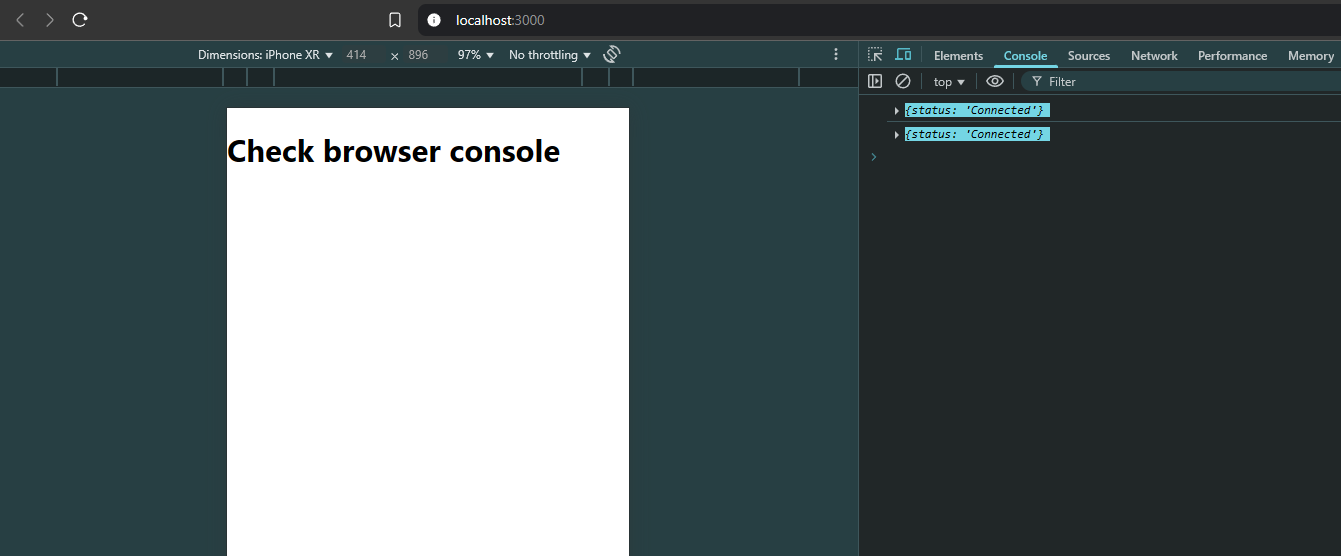 localhost:3000
Dimensions: iPhone XR 414 × 896 97% No throttling
Elements Console Sources Network Performance Memory
top Filter
{status: 'Connected'}
{status: 'Connected'}
Check browser console